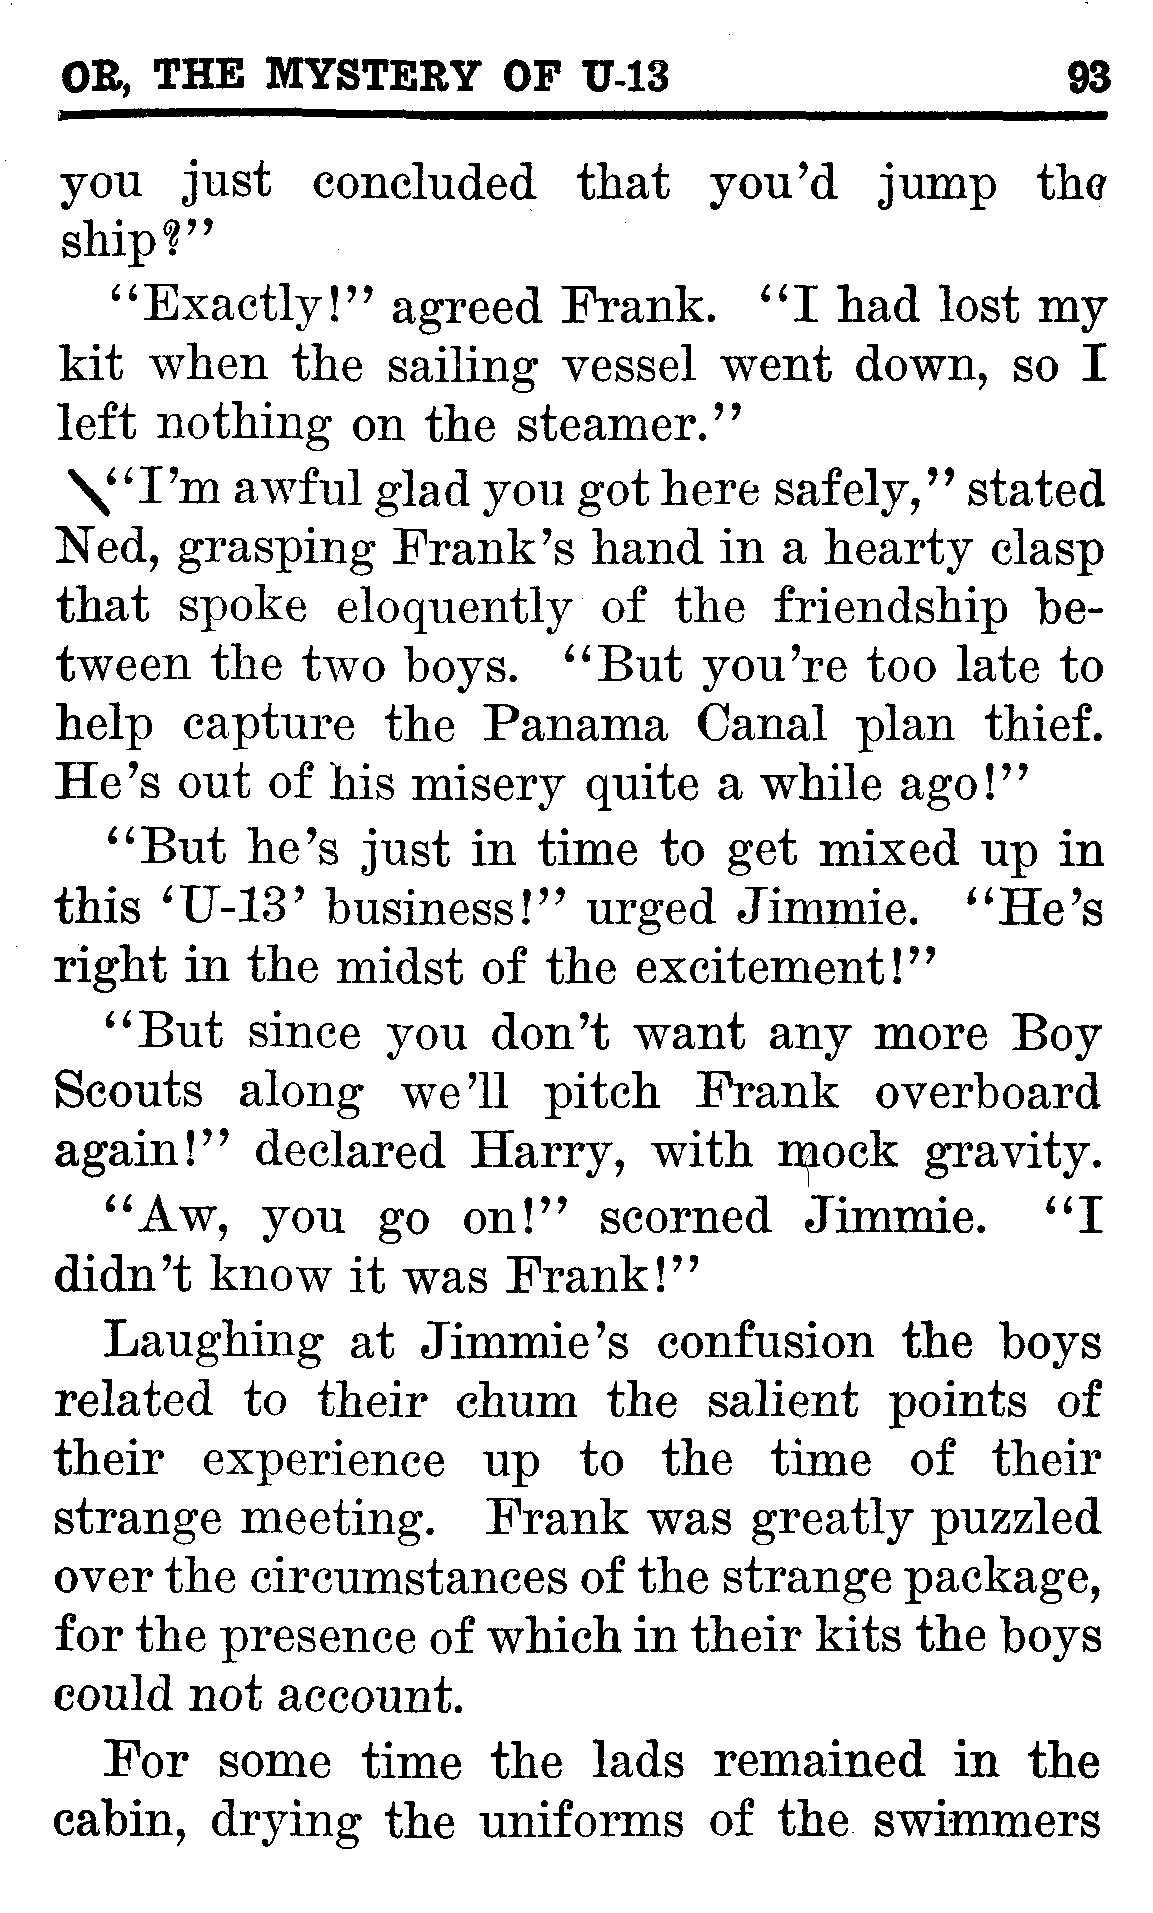 OR, THE MYSTERY OF U-13 93
you just concluded that you'd jump the
ship?"
"Exactly!" agreed Frank. "I had lost my
kit when the sailing vessel went down, so I
left nothing on the steamer."
\"I'm awful glad you got here safely," stated
Ned, grasping Frank's hand in a hearty clasp
that spoke eloquently of the friendship be-
tween the two boys. "But you're too late to
help capture the Panama Canal plan thief.
He's out of his misery quite a while ago!"
"But he's just in time to get mixed up in
this 'U-13' business!" urged Jimmie. "He's
right in the midst of the excitement!"
"But since you don't want any more Boy
Scouts along we'll pitch Frank overboard
again!" declared Harry, with mock gravity.
"Aw, you go on!" scorned Jimmie. "I
didn't know it was Frank!"
Laughing at Jimmie's confusion the boys
related to their chum the salient points of
their experience up to the time of their
strange meeting. Frank was greatly puzzled
over the circumstances of the strange package,
for the presence of which in their kits the boys
could not account.
For some time the lads remained in the
cabin, drying the uniforms of the swimmers